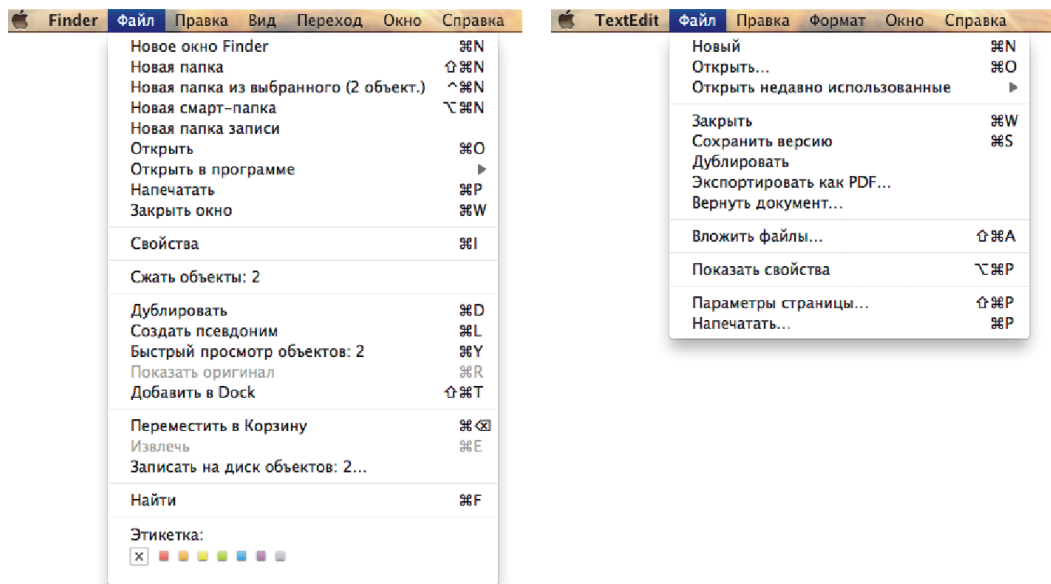 Finder Файл Правка Вид Переход Окно Справка
Новое окно Finder ⌘N
Новая папка ⇧⌘N
Новая папка из выбранного (2 объект.) ^⌘N
Новая смарт-папка ⌥⌘N
Новая папка записи
Открыть ⌘O
Открыть в программе ▶
Напечатать ⌘P
Закрыть окно ⌘W
Свойства ⌘I
Сжать объекты: 2
Дублировать ⌘D
Создать псевдоним ⌘L
Быстрый просмотр объектов: 2 ⌘Y
Показать оригинал ⌘R
Добавить в Dock ⇧⌘T
Переместить в Корзину ⌘⌫
Извлечь ⌘E
Записать на диск объектов: 2...
Найти ⌘F
Этикетка:
x
TextEdit Файл Правка Формат Окно Справка
Новый ⌘N
Открыть... ⌘O
Открыть недавно использованные ▶
Закрыть ⌘W
Сохранить версию ⌘S
Дублировать
Экспортировать как PDF...
Вернуть документ...
Вложить файлы... ⇧⌘A
Показать свойства ⌥⌘P
Параметры страницы... ⇧⌘P
Напечатать... ⌘P